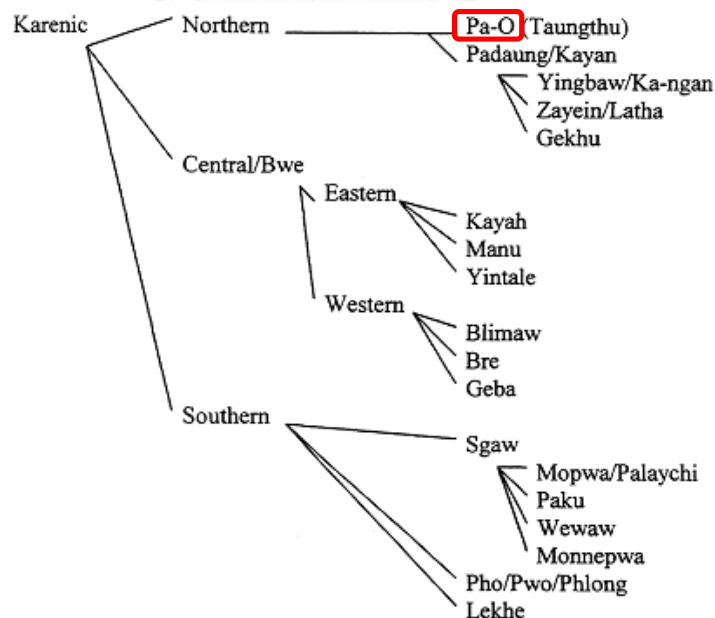 Karenic Northern Pa-O (Taungthu)
Padaung/Kayan
Yingbaw/Ka-ngan
Zayein/Latha
Gekhu
Central/Bwe
Eastern
Kayah
Manu
Yintale
Western
Blimaw
Bre
Geba
Southern
Sgaw
Mopwa/Palaychi
Paku
Wewaw
Monnepwa
Pho/Pwo/Phlong
Lekhe